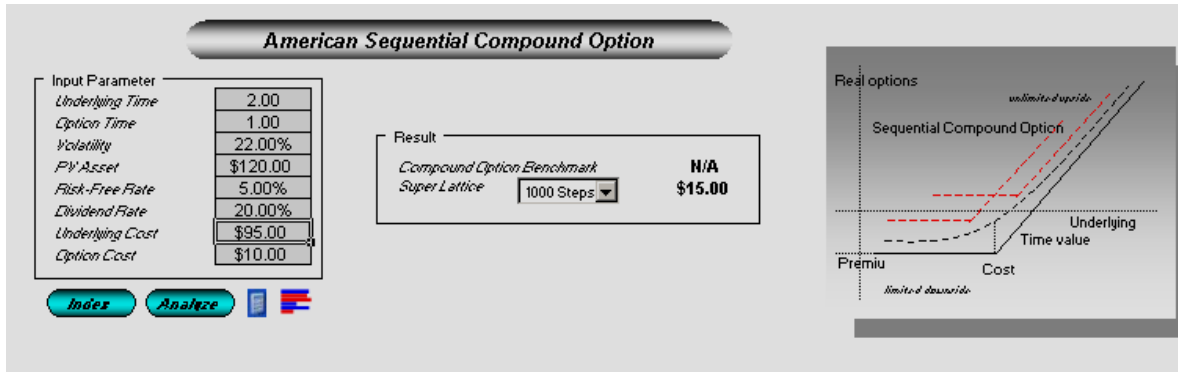 American Sequential Compound Option
Input Parameter
Underlying Time 2.00
Option Time 1.00
Volatility 22.00%
PV Asset $120.00
Risk-Free Rate 5.00%
Dividend Rate 20.00%
Underlying Cost $95.00
Option Cost $10.00
Index Analyze
Result
Compound Option Benchmark N/A
Super Lattice 1000 Steps $15.00
Real options
unlimited upside
Sequential Compound Option
Underlying
Time value
Premiu
Cost
limited downside